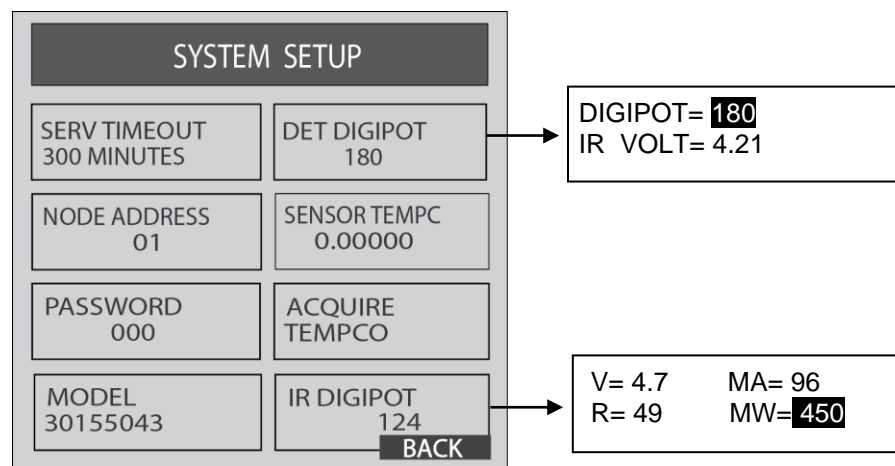 SYSTEM SETUP
SERV TIMEOUT
300 MINUTES
DET DIGIPOT
180
DIGIPOT= 180
IR VOLT= 4.21
NODE ADDRESS
01
SENSOR TEMPC
0.00000
PASSWORD
000
ACQUIRE
TEMPCO
MODEL
30155043
IR DIGIPOT
124
BACK
V= 4.7 MA= 96
R= 49 MW= 450